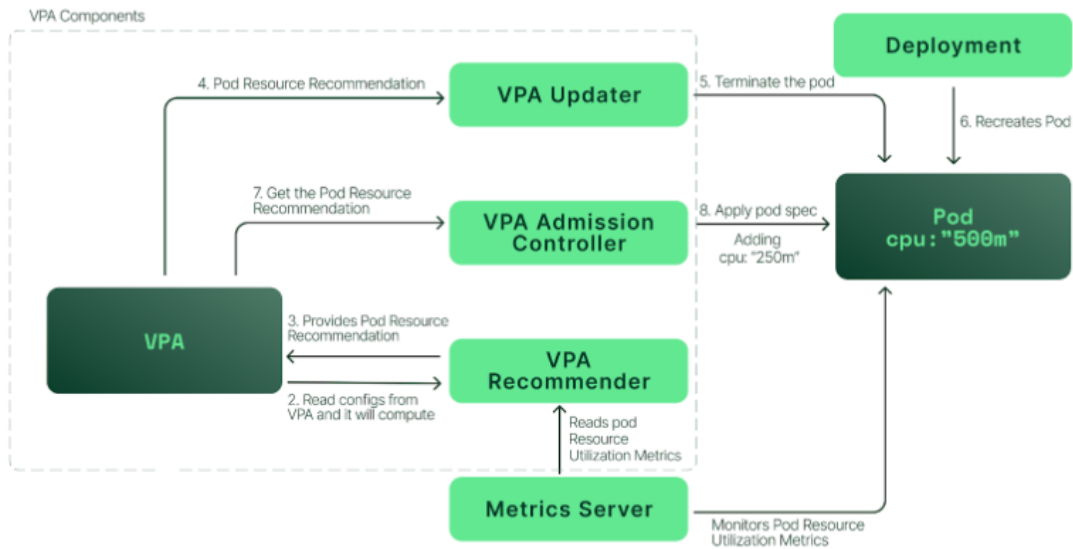 VPA Components
Deployment
4. Pod Resource Recommendation
VPA Updater
5. Terminate the pod
6. Recreates Pod
7. Get the Pod Resource
Recommendation
VPA Admission
Controller
8. Apply pod spec
Adding
cpu: "250m"
Pod
cpu:"500m"
VPA
3. Provides Pod Resource
Recommendation
2. Read configs from
VPA and it will compute
VPA
Recommender
Reads pod
Resource
Utilization Metrics
Metrics Server
Monitors Pod Resource
Utilization Metrics